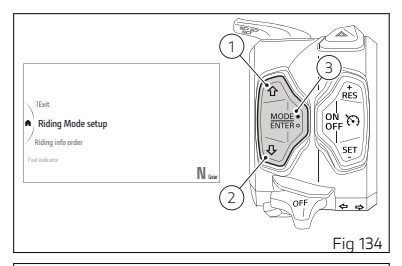 1
3
Exit
Riding Mode setup
Riding info order
Fuel indicator
N Gear
MODE
ENTER
+
RES
ON
OFF
SET
-
2
OFF
Fig 134